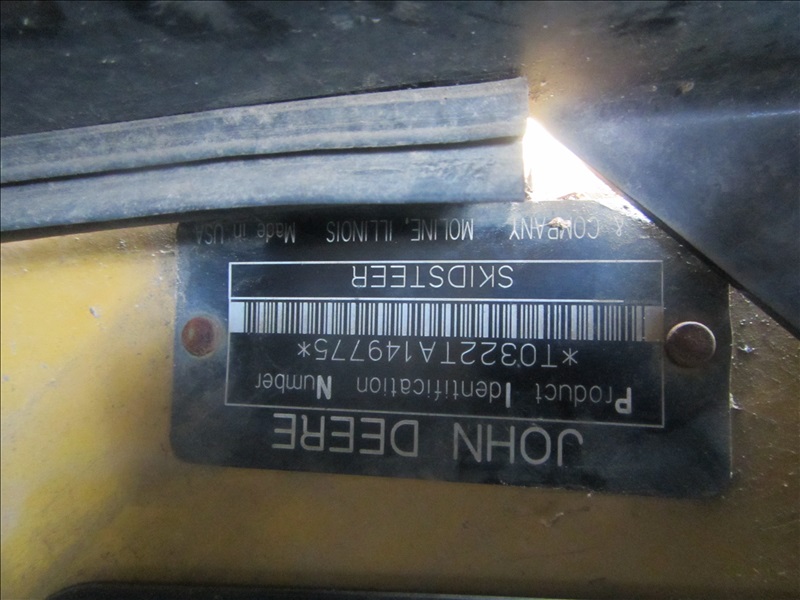 JOHN DEERE
Product Identification Number
*T0322TA149775*
SKIDSTEER
& COMPANY MOLINE, ILLINOIS Made in USA